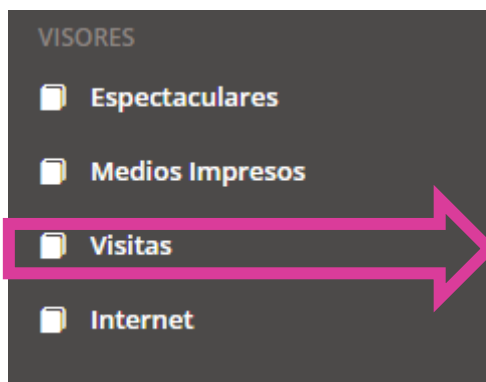 VISORES
Espectaculares
Medios Impresos
Visitas
Internet